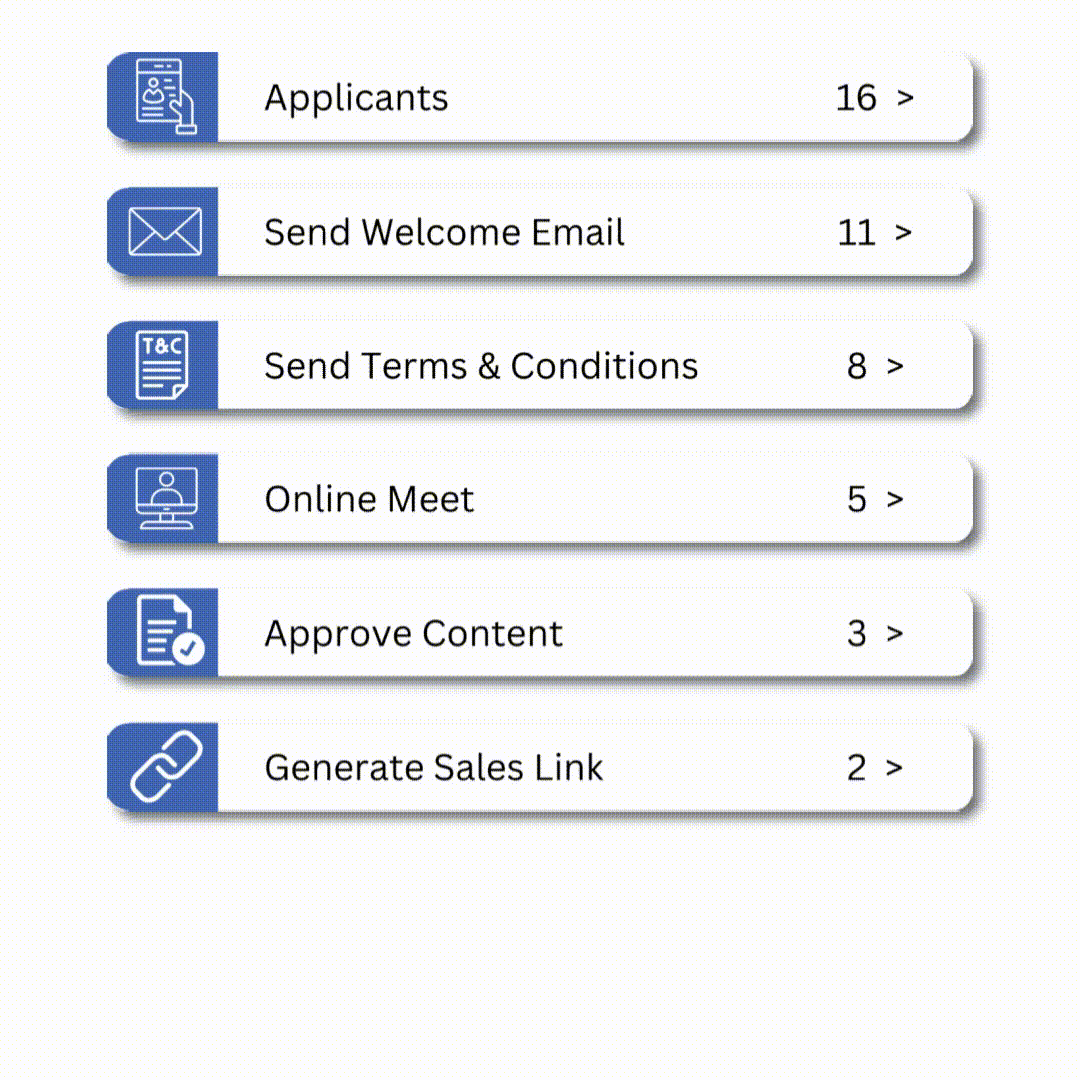 Applicants 16 >
Send Welcome Email 11 >
T&C
Send Terms & Conditions 8 >
Online Meet 5 >
Approve Content 3 >
Generate Sales Link 2 >